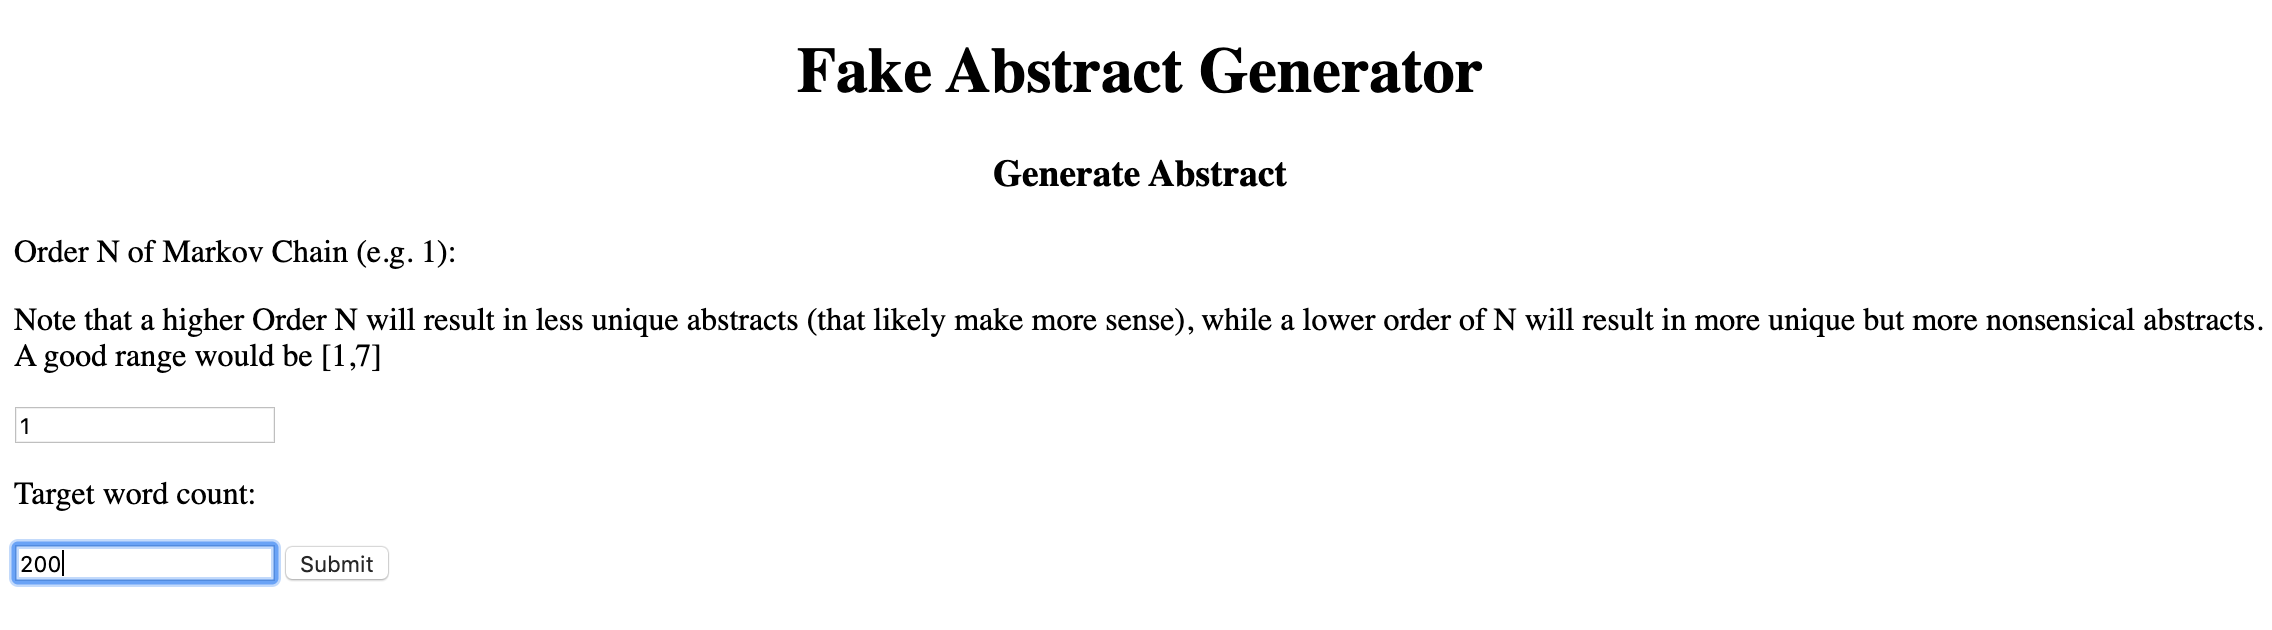 Fake Abstract Generator
Generate Abstract
Order N of Markov Chain (e.g. 1):
Note that a higher Order N will result in less unique abstracts (that likely make more sense), while a lower order of N will result in more unique but more nonsensical abstracts.
A good range would be [1,7]
1
Target word count:
200 Submit